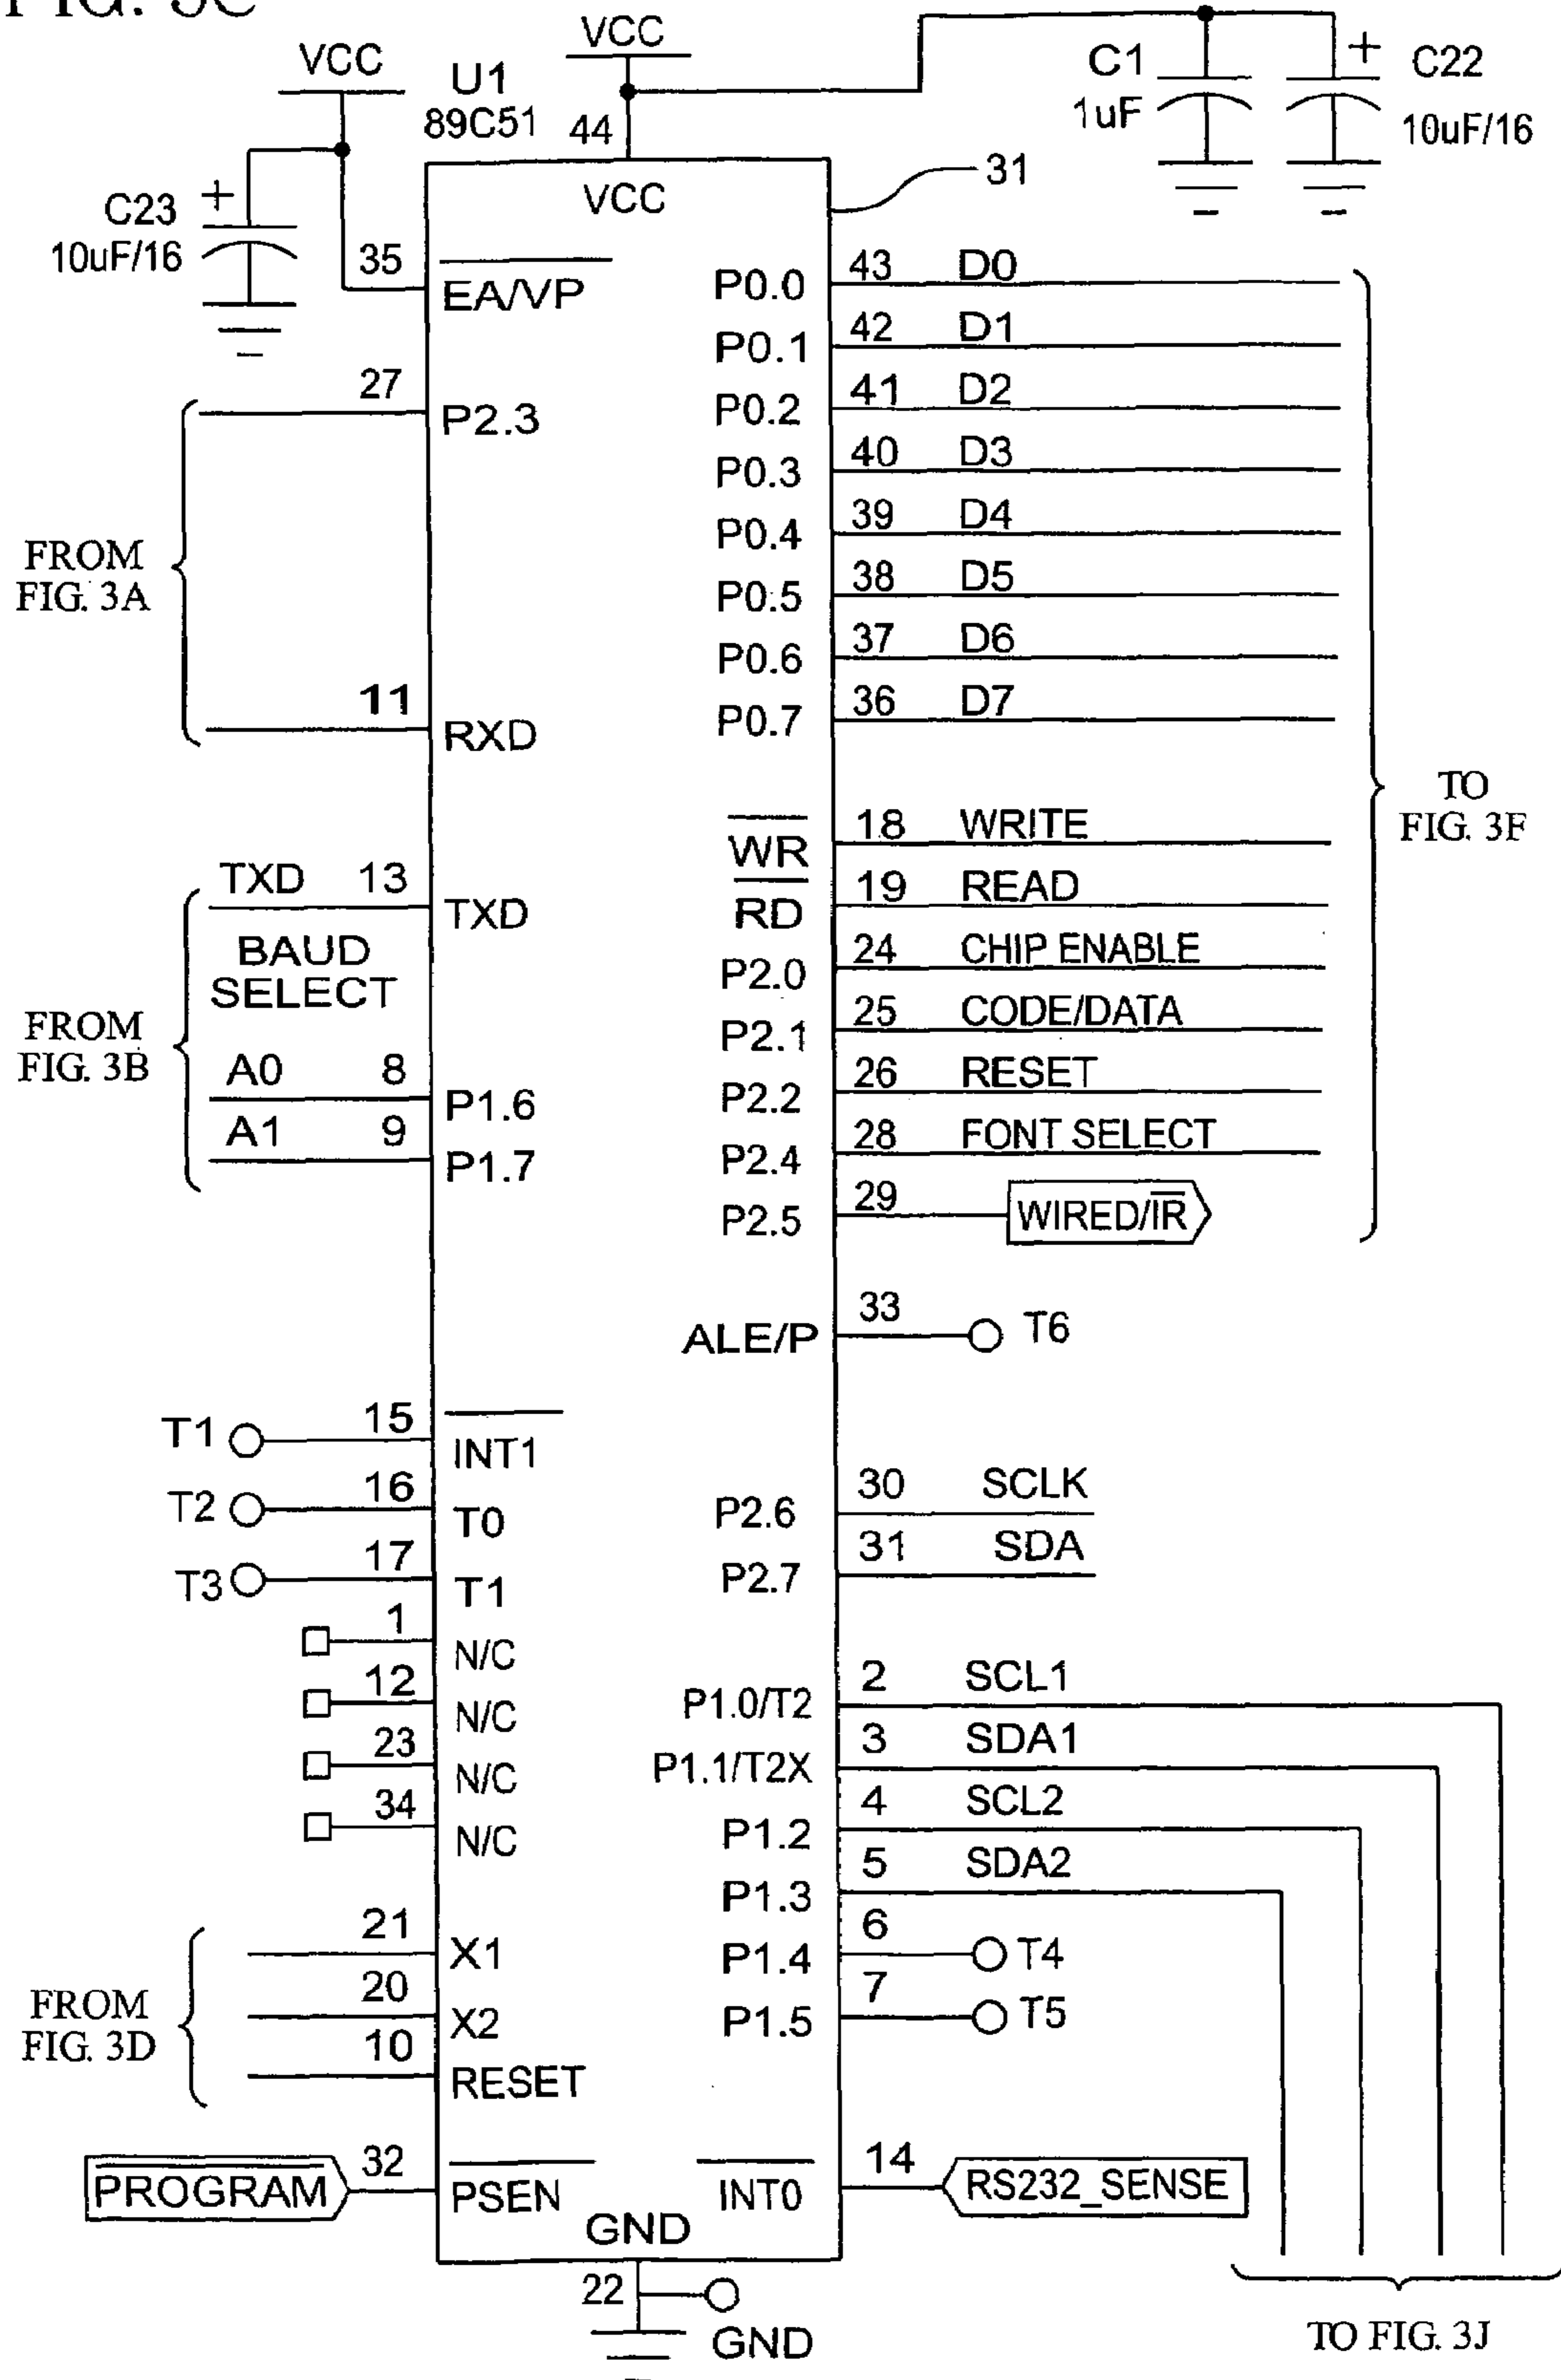 FIG. 3C
VCC
VCC
U1
89C51
44
C1
1uF
+
C22
10uF/16
31
VCC
C23
+
10uF/16
35
EA/VP
P0.0
43
D0
P0.1
42
D1
27
P2.3
P0.2
41
D2
P0.3
40
D3
P0.4
39
D4
FROM
FIG. 3A
P0.5
38
D5
P0.6
37
D6
11
RXD
P0.7
36
D7
TO
FIG. 3F
WR
18
WRITE
TXD
13
TXD
RD
19
READ
BAUD
SELECT
P2.0
24
CHIP ENABLE
FROM
FIG. 3B
P2.1
25
CODE/DATA
A0
8
P1.6
P2.2
26
RESET
A1
9
P1.7
P2.4
28
FONT SELECT
P2.5
29
WIRED/IR
ALE/P
33
T6
T1
15
INT1
T2
16
T0
P2.6
30
SCLK
T3
17
T1
P2.7
31
SDA
1
N/C
12
N/C
P1.0/T2
2
SCL1
23
N/C
P1.1/T2X
3
SDA1
34
N/C
P1.2
4
SCL2
P1.3
5
SDA2
21
X1
P1.4
6
T4
FROM
FIG. 3D
20
X2
P1.5
7
T5
10
RESET
PROGRAM
32
PSEN
INT0
14
RS232_SENSE
GND
22
GND
TO FIG. 3J